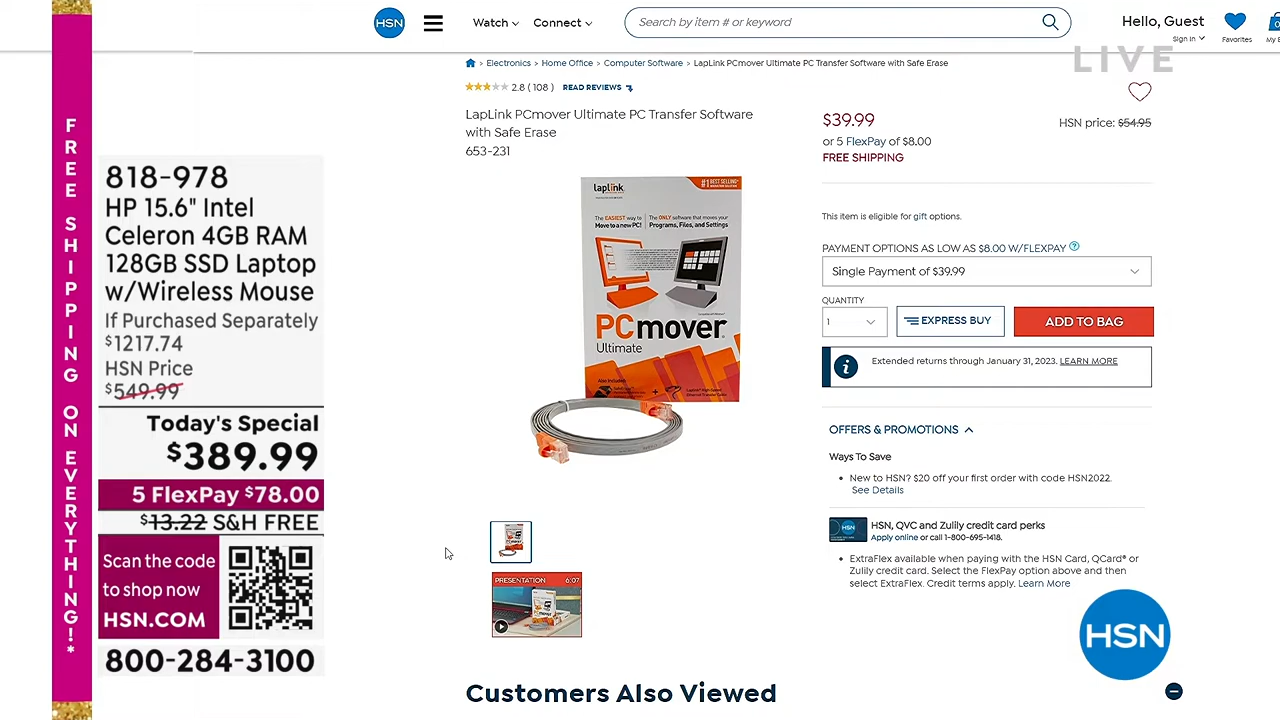 FREE SHIPPING ON EVERYTHING!*
818-978
HP 15.6" Intel
Celeron 4GB RAM
128GB SSD Laptop
w/Wireless Mouse
If Purchased Separately
$1217.74
HSN Price
$549.99
Today's Special
$389.99
5 FlexPay $78.00
$13.22 S&H FREE
Scan the code
to shop now
HSN.COM
800-284-3100
HSN
Watch
Connect
Search by item # or keyword
Hello, Guest
Sign In
Favorites
My
0
LIVE
> Electronics > Home Office > Computer Software > LapLink PCmover Ultimate PC Transfer Software with Safe Erase
2.8 ( 108 ) READ REVIEWS
LapLink PCmover Ultimate PC Transfer Software
with Safe Erase
653-231
laplink
#1 BEST SELLING
The EASIEST way to
Move to a new PC!
The ONLY software that moves your
Programs, Files, and Settings
PCmover
Ultimate
Also Included:
PRESENTATION 6:07
PCmover
$39.99
HSN price: $54.95
or 5 FlexPay of $8.00
FREE SHIPPING
This item is eligible for gift options.
PAYMENT OPTIONS AS LOW AS $8.00 W/FLEXPAY ?
Single Payment of $39.99
QUANTITY
1
EXPRESS BUY
ADD TO BAG
i
Extended returns through January 31, 2023. LEARN MORE
OFFERS & PROMOTIONS
Ways To Save
• New to HSN? $20 off your first order with code HSN2022.
See Details
HSN
HSN, QVC and Zulily credit card perks
Apply online or call 1-800-695-1418.
• ExtraFlex available when paying with the HSN Card, QCard® or
Zulily credit card. Select the FlexPay option above and then
select ExtraFlex. Credit terms apply. Learn More
HSN
Customers Also Viewed